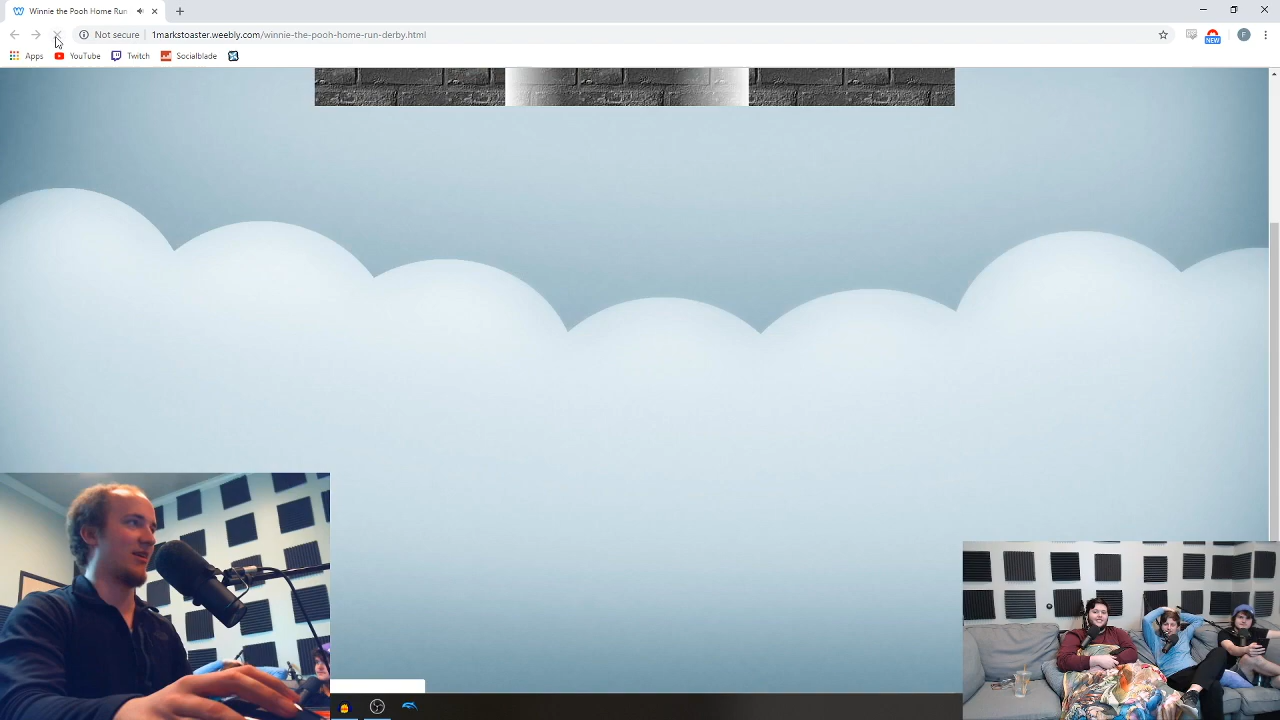 Winnie the Pooh Home Run
Not secure
1markstoaster.weebly.com/winnie-the-pooh-home-run-derby.html
NEW
F
Apps
YouTube
Twitch
Socialblade